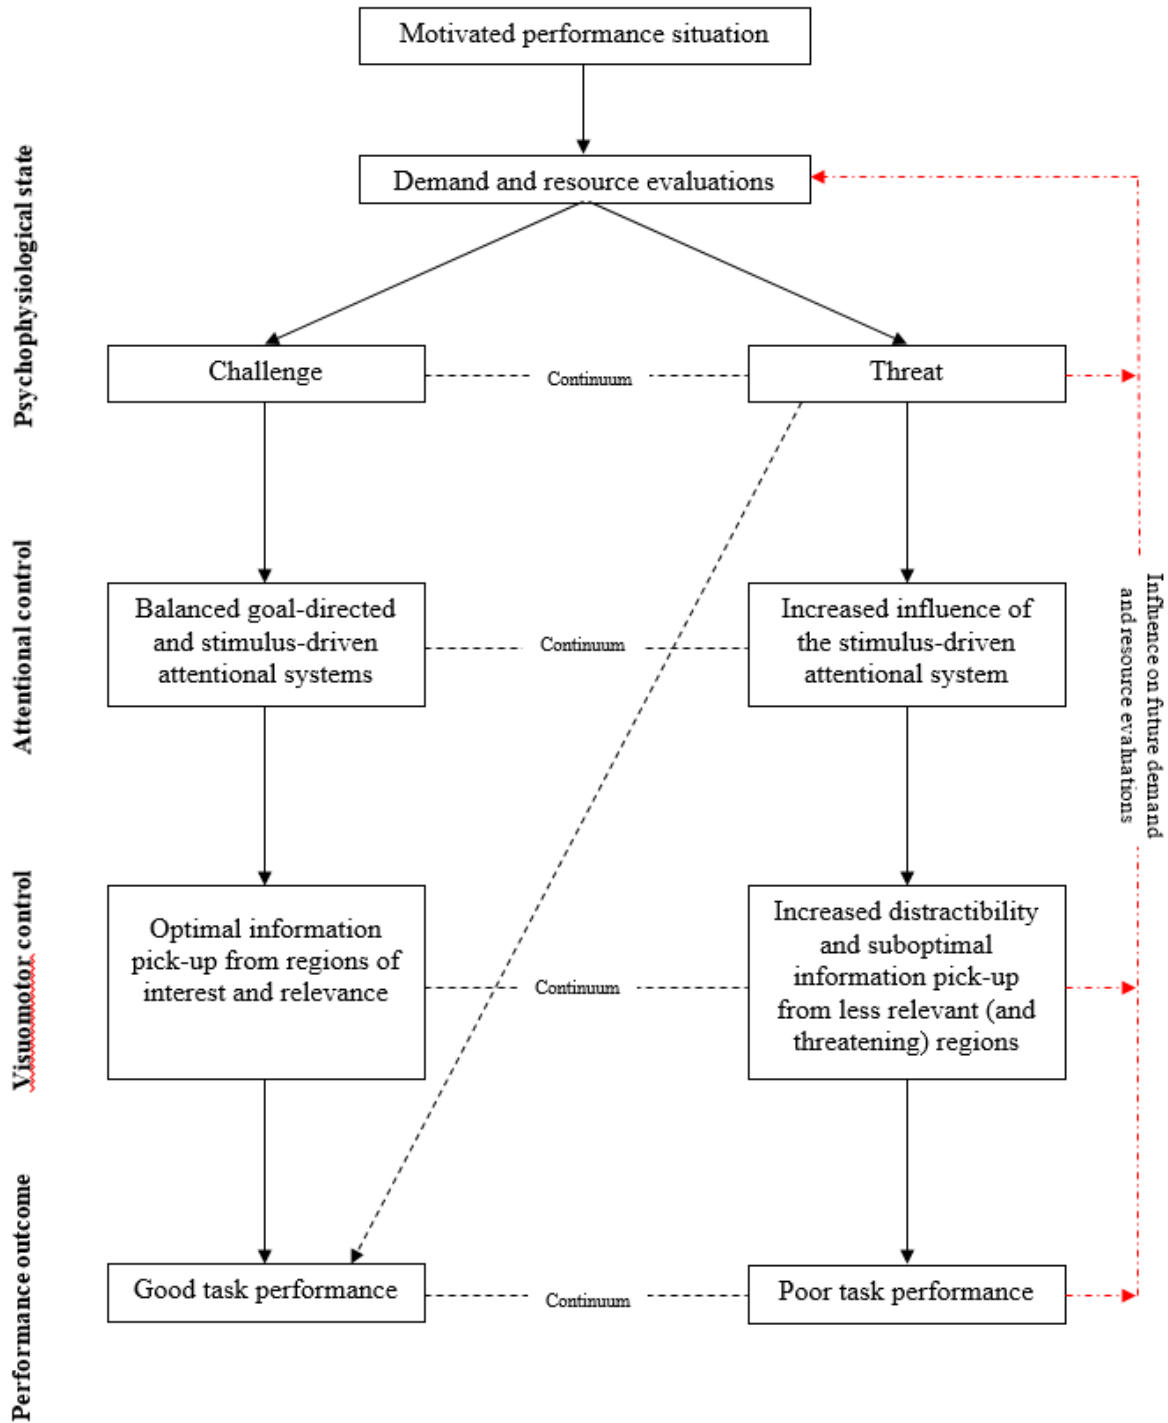 Motivated performance situation
Psychophysiological state
Demand and resource evaluations
Challenge
Continuum
Threat
Attentional control
Balanced goal-directed
and stimulus-driven
attentional systems
Continuum
Increased influence of
the stimulus-driven
attentional system
Influence on future demand
and resource evaluations
Visuomotor control
Optimal information
pick-up from regions of
interest and relevance
Continuum
Increased distractibility
and suboptimal
information pick-up
from less relevant (and
threatening) regions
Performance outcome
Good task performance
Continuum
Poor task performance